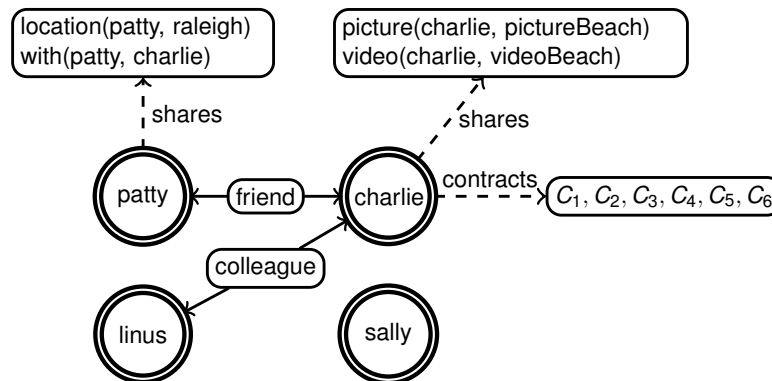 location(patty, raleigh)
with(patty, charlie)
picture(charlie, pictureBeach)
video(charlie, videoBeach)
shares
shares
patty
friend
charlie
contracts
C₁, C₂, C₃, C₄, C₅, C₆
colleague
linus
sally